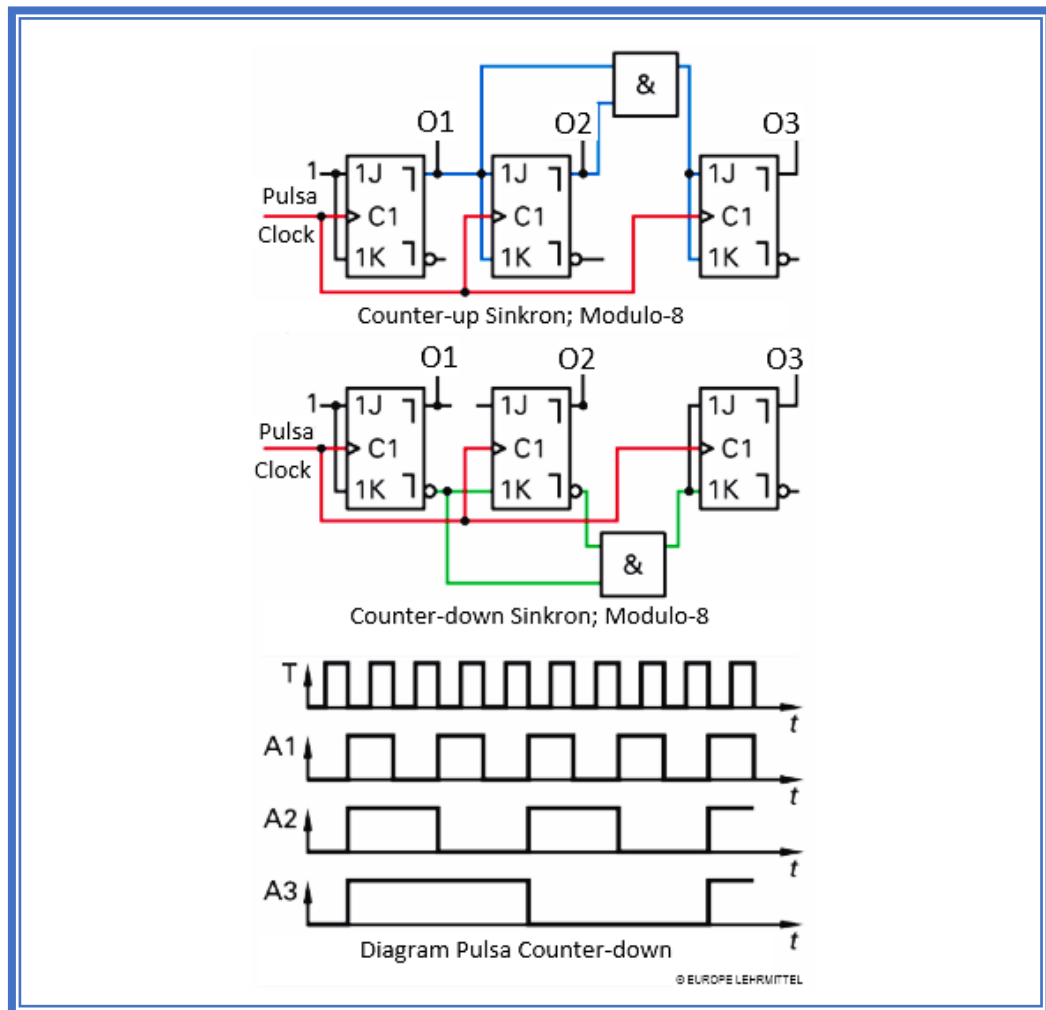 &
O1 O2 O3
1 1J 1J 1J
Pulsa
C1 C1 C1
Clock
1K 1K 1K
Counter-up Sinkron; Modulo-8
O1 O2 O3
1 1J 1J 1J
Pulsa
C1 C1 C1
Clock
1K 1K 1K
&
Counter-down Sinkron; Modulo-8
T
t
A1
t
A2
t
A3
t
Diagram Pulsa Counter-down
© EUROPE LEHRMITTEL